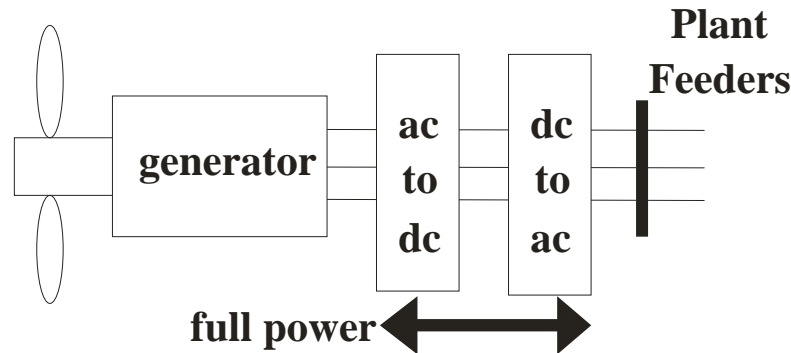 Plant
Feeders
generator
ac
to
dc
dc
to
ac
full power